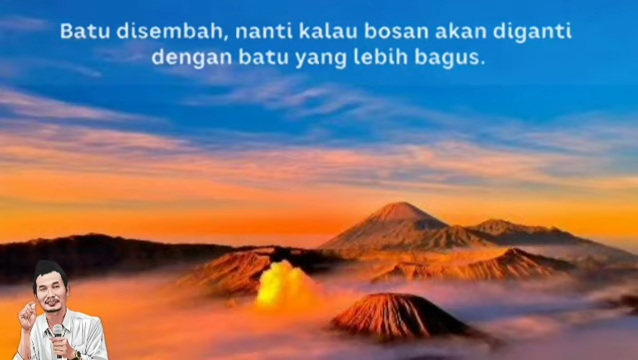 Batu disembah, nanti kalau bosan akan diganti
dengan batu yang lebih bagus.